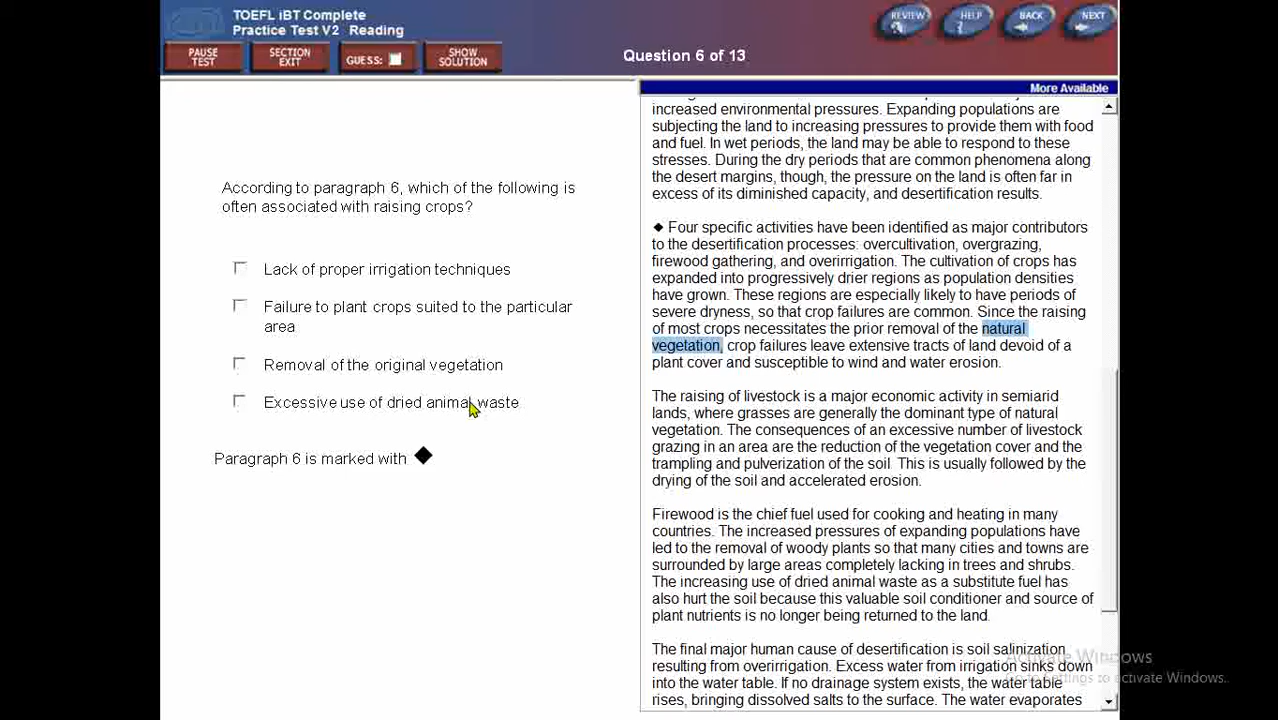 TOEFL iBT Complete
Practice Test V2 Reading
REVIEW
HELP
BACK
NEXT
PAUSE
TEST
SECTION
EXIT
GUESS:
SHOW
SOLUTION
Question 6 of 13
More Available
According to paragraph 6, which of the following is
often associated with raising crops?
Lack of proper irrigation techniques
Failure to plant crops suited to the particular
area
Removal of the original vegetation
Excessive use of dried animal waste
Paragraph 6 is marked with ◆
increased environmental pressures. Expanding populations are
subjecting the land to increasing pressures to provide them with food
and fuel. In wet periods, the land may be able to respond to these
stresses. During the dry periods that are common phenomena along
the desert margins, though, the pressure on the land is often far in
excess of its diminished capacity, and desertification results.
◆ Four specific activities have been identified as major contributors
to the desertification processes: overcultivation, overgrazing,
firewood gathering, and overirrigation. The cultivation of crops has
expanded into progressively drier regions as population densities
have grown. These regions are especially likely to have periods of
severe dryness, so that crop failures are common. Since the raising
of most crops necessitates the prior removal of the natural
vegetation, crop failures leave extensive tracts of land devoid of a
plant cover and susceptible to wind and water erosion.
The raising of livestock is a major economic activity in semiarid
lands, where grasses are generally the dominant type of natural
vegetation. The consequences of an excessive number of livestock
grazing in an area are the reduction of the vegetation cover and the
trampling and pulverization of the soil. This is usually followed by the
drying of the soil and accelerated erosion.
Firewood is the chief fuel used for cooking and heating in many
countries. The increased pressures of expanding populations have
led to the removal of woody plants so that many cities and towns are
surrounded by large areas completely lacking in trees and shrubs.
The increasing use of dried animal waste as a substitute fuel has
also hurt the soil because this valuable soil conditioner and source of
plant nutrients is no longer being returned to the land.
The final major human cause of desertification is soil salinization
resulting from overirrigation. Excess water from irrigation sinks down
into the water table. If no drainage system exists, the water table
rises, bringing dissolved salts to the surface. The water evaporates
Activate Windows
Go to Settings to activate Windows.